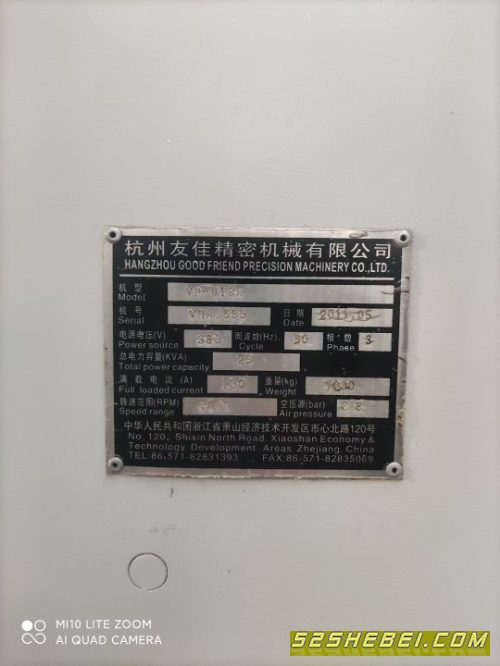 杭州友佳精密机械有限公司
HANGZHOU GOOD FRIEND PRECISION MACHINERY CO.,LTD.
机型
Model
机号 日期 2011.05
Serial Date
电源电压(V) 380 周波数(Hz) 50 相数 3
Power source Cycle Phase
总电力容量(KVA) 25
Total power capacity
满载电流(A) 重量(kg)
Full loaded current Weight
转速范围(RPM) 空压源(bar)
Speed range Air pressure
中华人民共和国浙江省萧山经济技术开发区市心北路120号
No. 120, Shixin North Road, Xiaoshan Economy &
Technology Development Areas Zhejiang, China
TEL:86-571-82831393 FAX:86-571-82835069
MI10 LITE ZOOM
AI QUAD CAMERA
52SHEBEI.COM